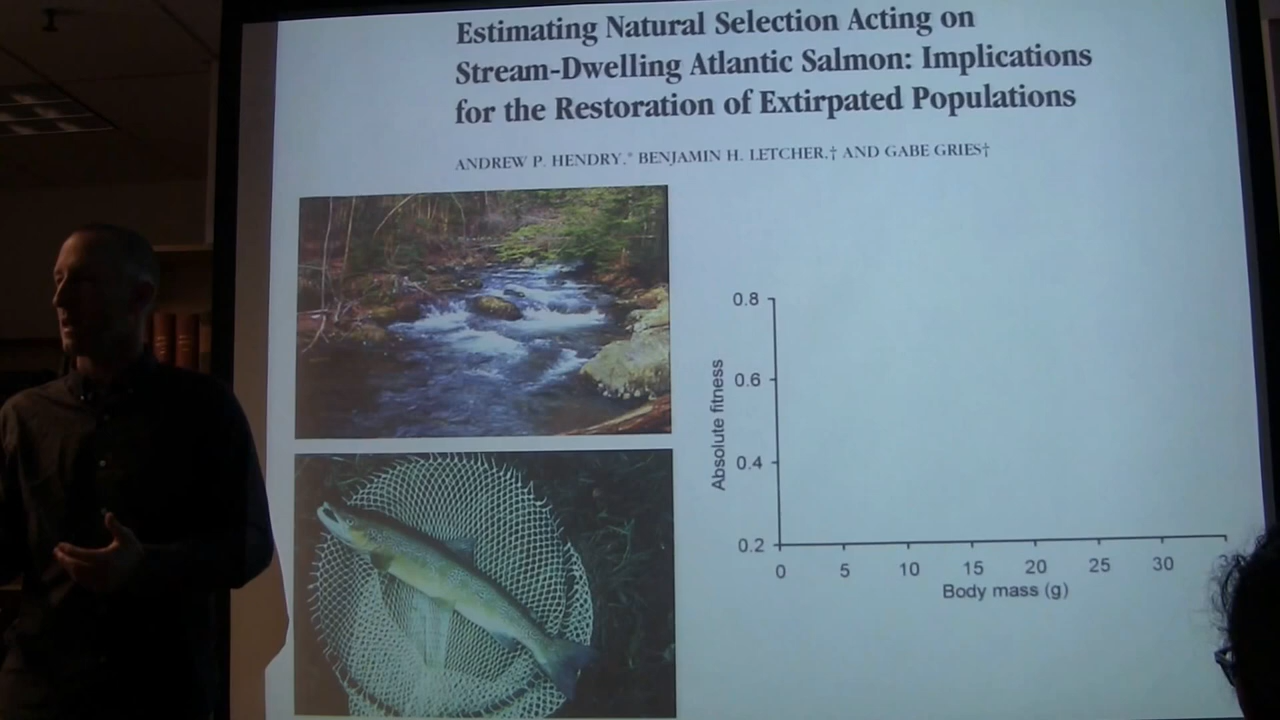 Estimating Natural Selection Acting on
Stream-Dwelling Atlantic Salmon: Implications
for the Restoration of Extirpated Populations
ANDREW P. HENDRY,* BENJAMIN H. LETCHER,† AND GABE GRIES†
0.8
0.6
0.4
0.2
Absolute fitness
0 5 10 15 20 25 30
Body mass (g)